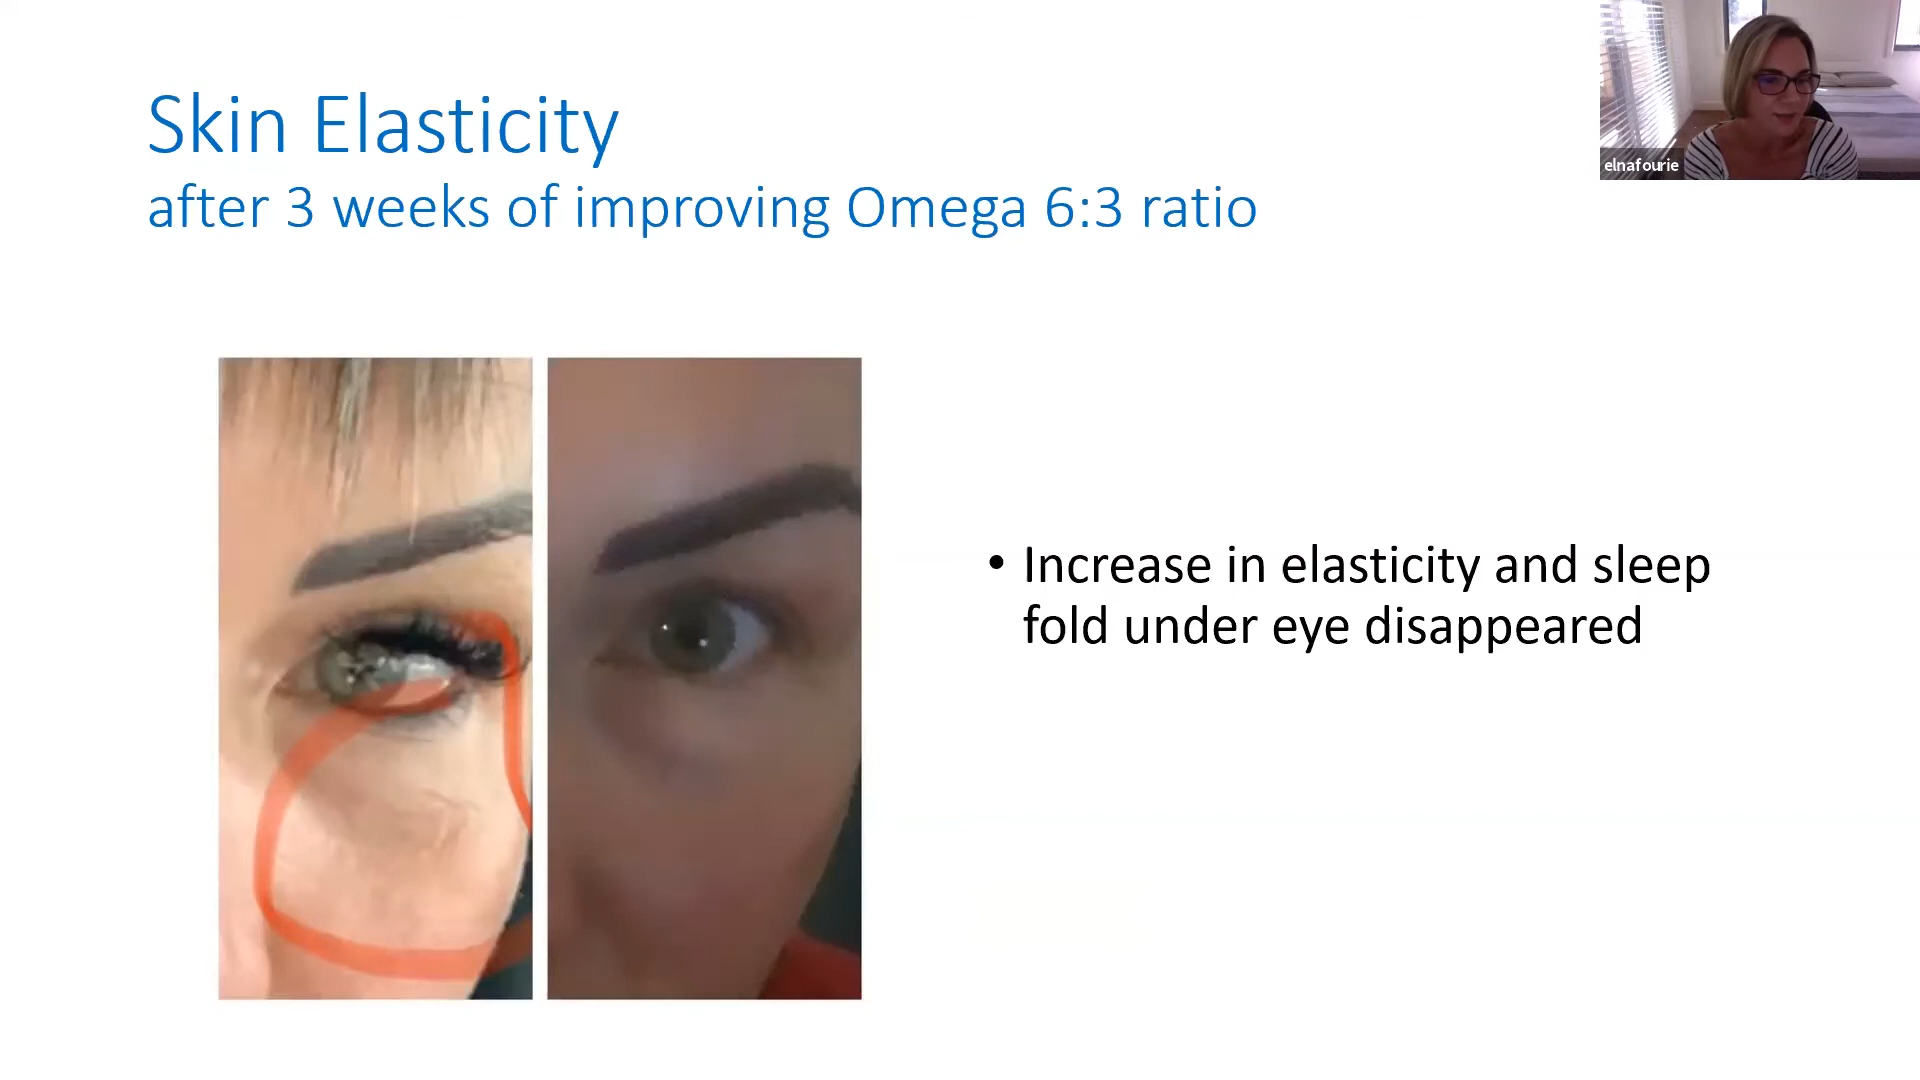 Skin Elasticity
after 3 weeks of improving Omega 6:3 ratio
elnafourie
• Increase in elasticity and sleep
fold under eye disappeared